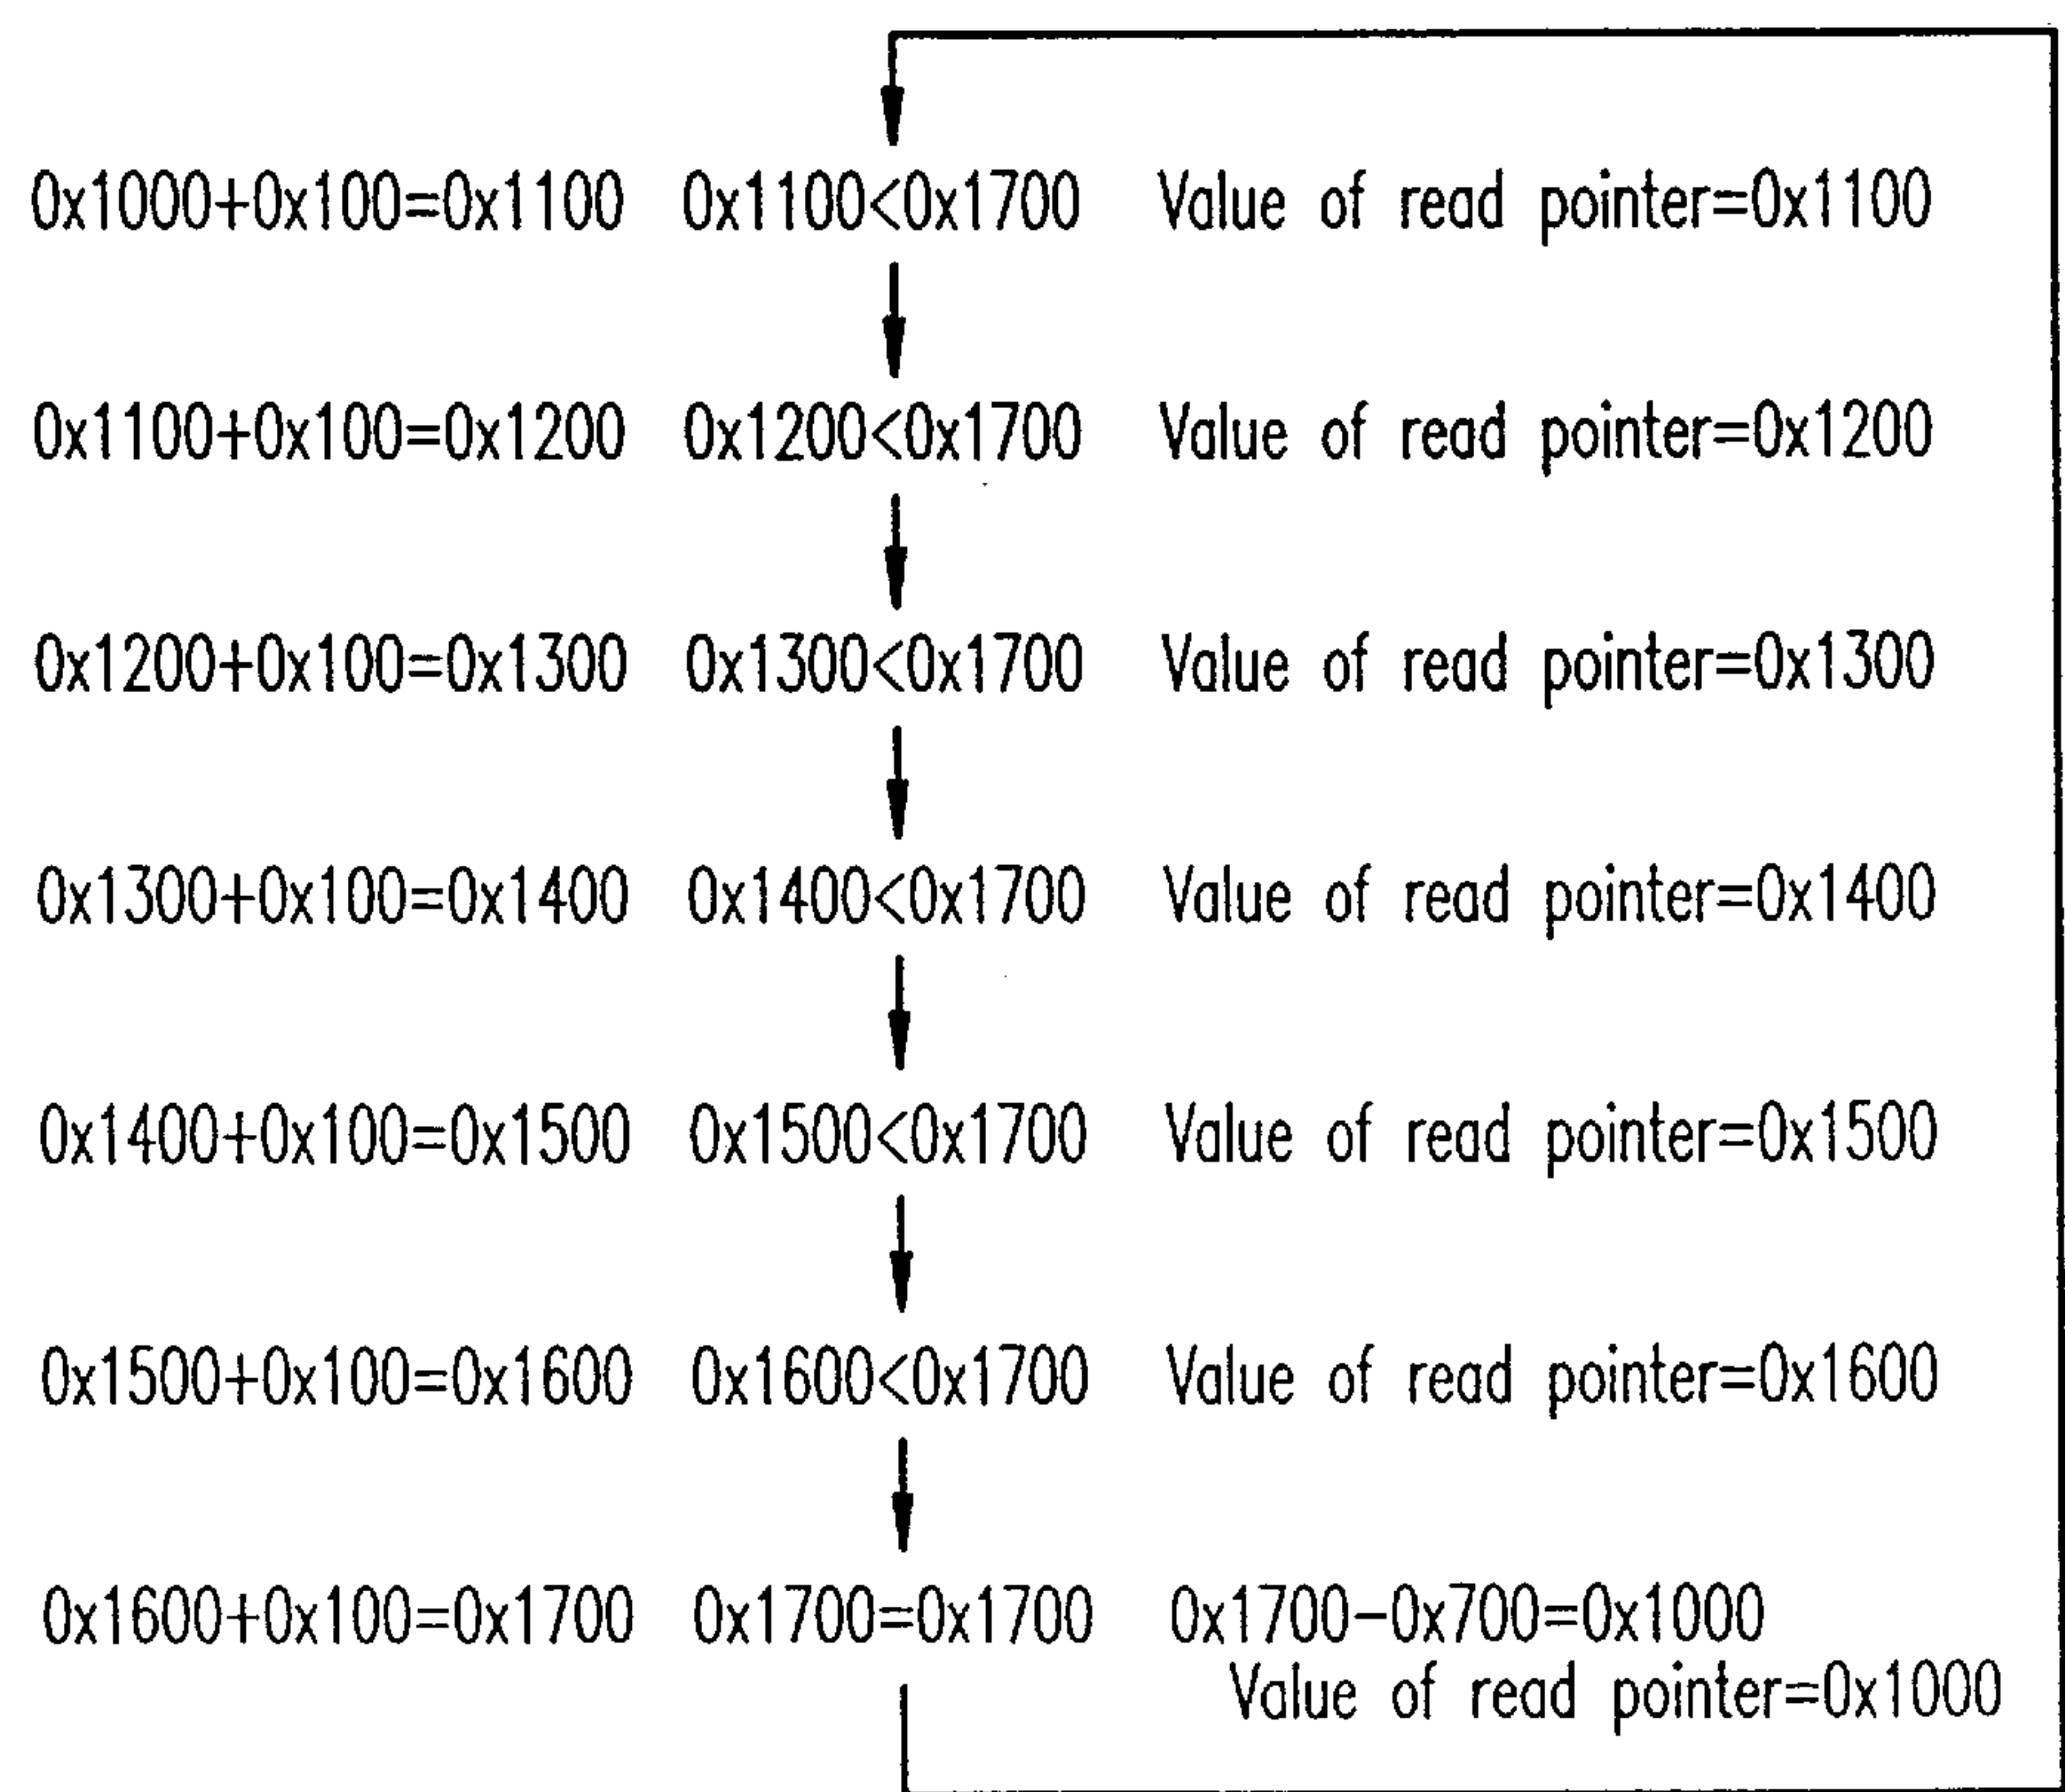 0x1000+0x100=0x1100 0x1100<0x1700 Value of read pointer=0x1100
0x1100+0x100=0x1200 0x1200<0x1700 Value of read pointer=0x1200
0x1200+0x100=0x1300 0x1300<0x1700 Value of read pointer=0x1300
0x1300+0x100=0x1400 0x1400<0x1700 Value of read pointer=0x1400
0x1400+0x100=0x1500 0x1500<0x1700 Value of read pointer=0x1500
0x1500+0x100=0x1600 0x1600<0x1700 Value of read pointer=0x1600
0x1600+0x100=0x1700 0x1700=0x1700 0x1700-0x700=0x1000
Value of read pointer=0x1000